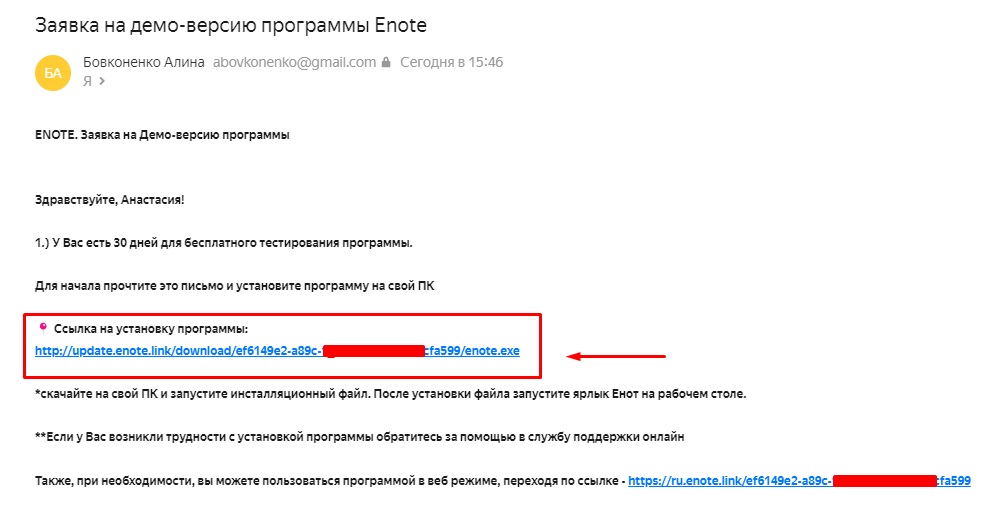 Заявка на демо-версию программы Enote
БА
Бовконенко Алина abovkonenko@gmail.com Сегодня в 15:46
Я
ENOTE. Заявка на Демо-версию программы
Здравствуйте, Анастасия!
1.) У Вас есть 30 дней для бесплатного тестирования программы.
Для начала прочтите это письмо и установите программу на свой ПК
Ссылка на установку программы:
http://update.enote.link/download/ef6149e2-a89c- cfa599/enote.exe
*скачайте на свой ПК и запустите инсталляционный файл. После установки файла запустите ярлык Енот на рабочем столе.
**Если у Вас возникли трудности с установкой программы обратитесь за помощью в службу поддержки онлайн
Также, при необходимости, вы можете пользоваться программой в веб режиме, переходя по ссылке - https://ru.enote.link/ef6149e2-a89c- cfa599